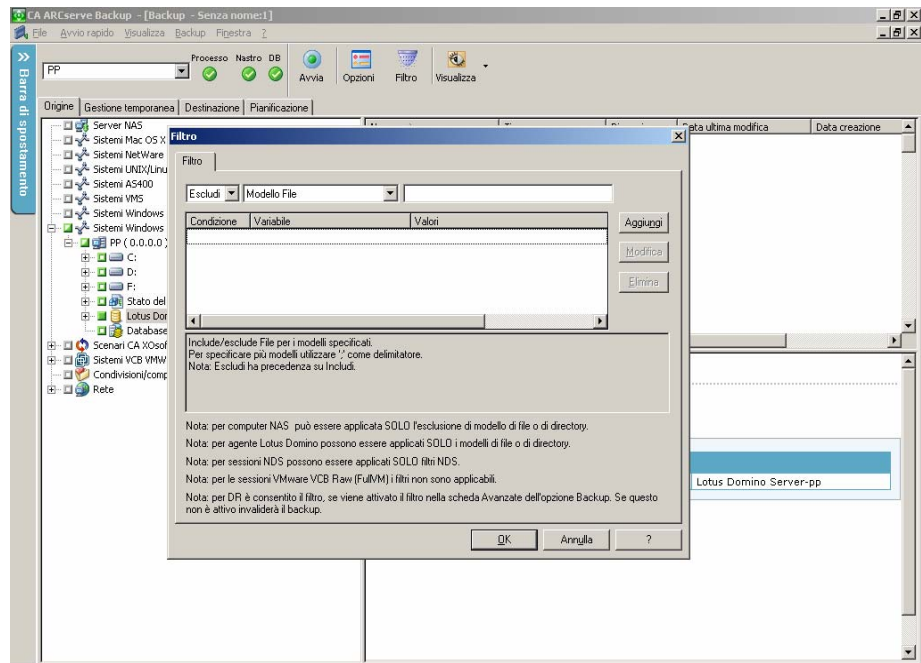 CA ARCserve Backup - [Backup - Senza nome:1]
File Avvio rapido Visualizza Backup Finestra ?
PP
Processo Nastro DB
Avvia Opzioni Filtro Visualizza
Barra di spostamento
Origine Gestione temporanea Destinazione Pianificazione
Server NAS
Sistemi Mac OS X
Sistemi NetWare
Sistemi UNIX/Linu
Sistemi AS400
Sistemi VMS
Sistemi Windows
Sistemi Windows
PP ( 0.0.0.0 )
C:
D:
F:
Stato del
Lotus Dor
Database
Scenari CA XOsof
Sistemi VCB VMW
Condivisioni/comp
Rete
ata ultima modifica Data creazione
Filtro
Filtro
Escludi Modello File
Condizione Variabile Valori
Aggiungi
Modifica
Elimina
Include/esclude File per i modelli specificati.
Per specificare più modelli utilizzare ';' come delimitatore.
Nota: Escludi ha precedenza su Includi.
Nota: per computer NAS può essere applicata SOLO l'esclusione di modello di file o di directory.
Nota: per agente Lotus Domino possono essere applicati SOLO i modelli di file o di directory.
Nota: per sessioni NDS possono essere applicati SOLO filtri NDS.
Nota: per le sessioni VMware VCB Raw (FullVM) i filtri non sono applicabili.
Nota: per DR è consentito il filtro, se viene attivato il filtro nella scheda Avanzate dell'opzione Backup. Se questo
non è attivo invaliderà il backup.
OK Annulla ?
Lotus Domino Server-pp